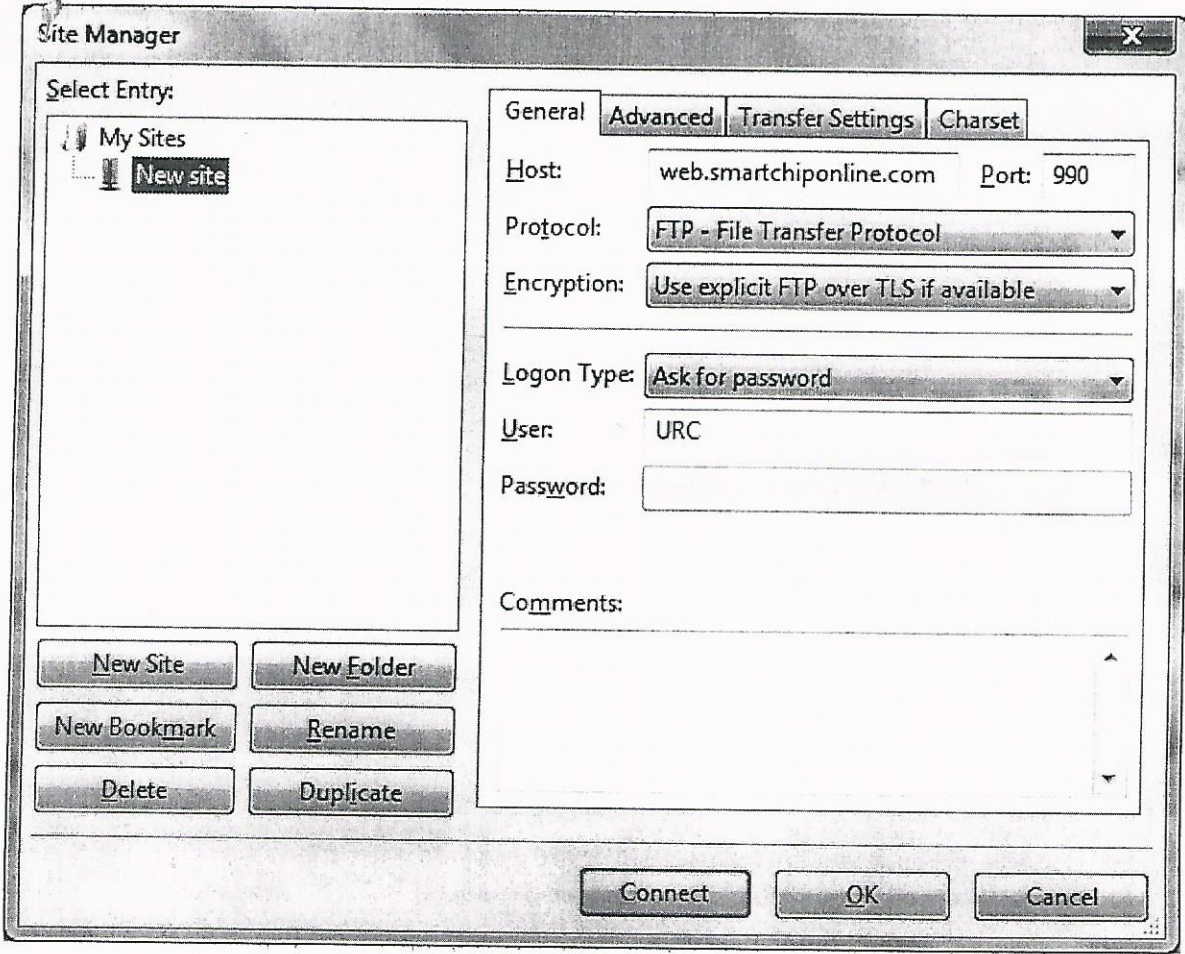 Site Manager
Select Entry:
My Sites
New site
New Site
New Folder
New Bookmark
Rename
Delete
Duplicate
General Advanced Transfer Settings Charset
Host: web.smartchiponline.com Port: 990
Protocol: FTP - File Transfer Protocol
Encryption: Use explicit FTP over TLS if available
Logon Type: Ask for password
User: URC
Password:
Comments:
Connect OK Cancel